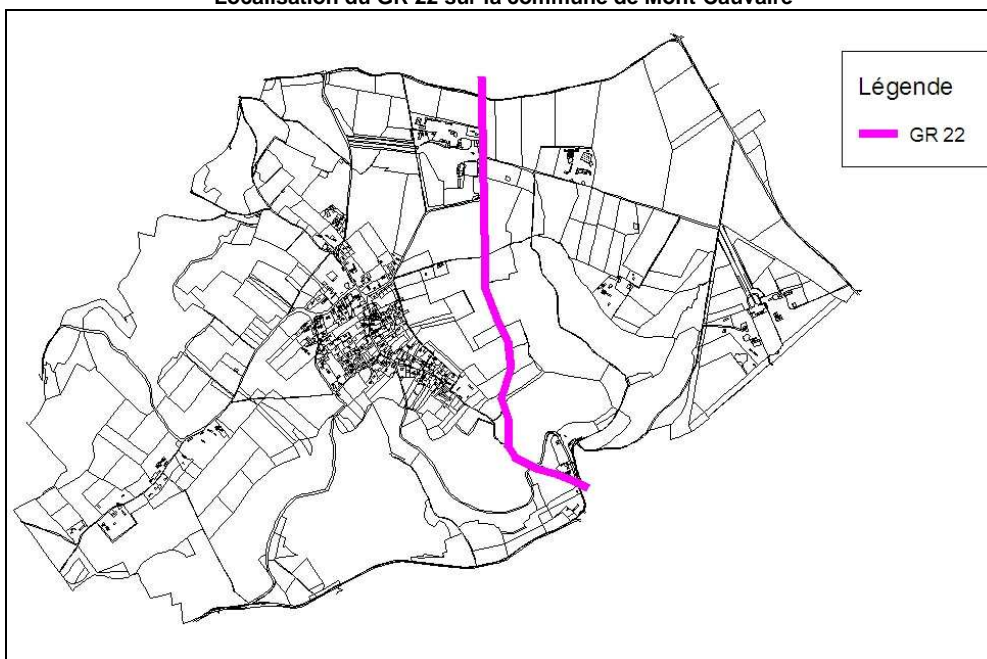 Localisation du GR 22 sur la commune de Mont-Cauvaire
Légende
GR 22